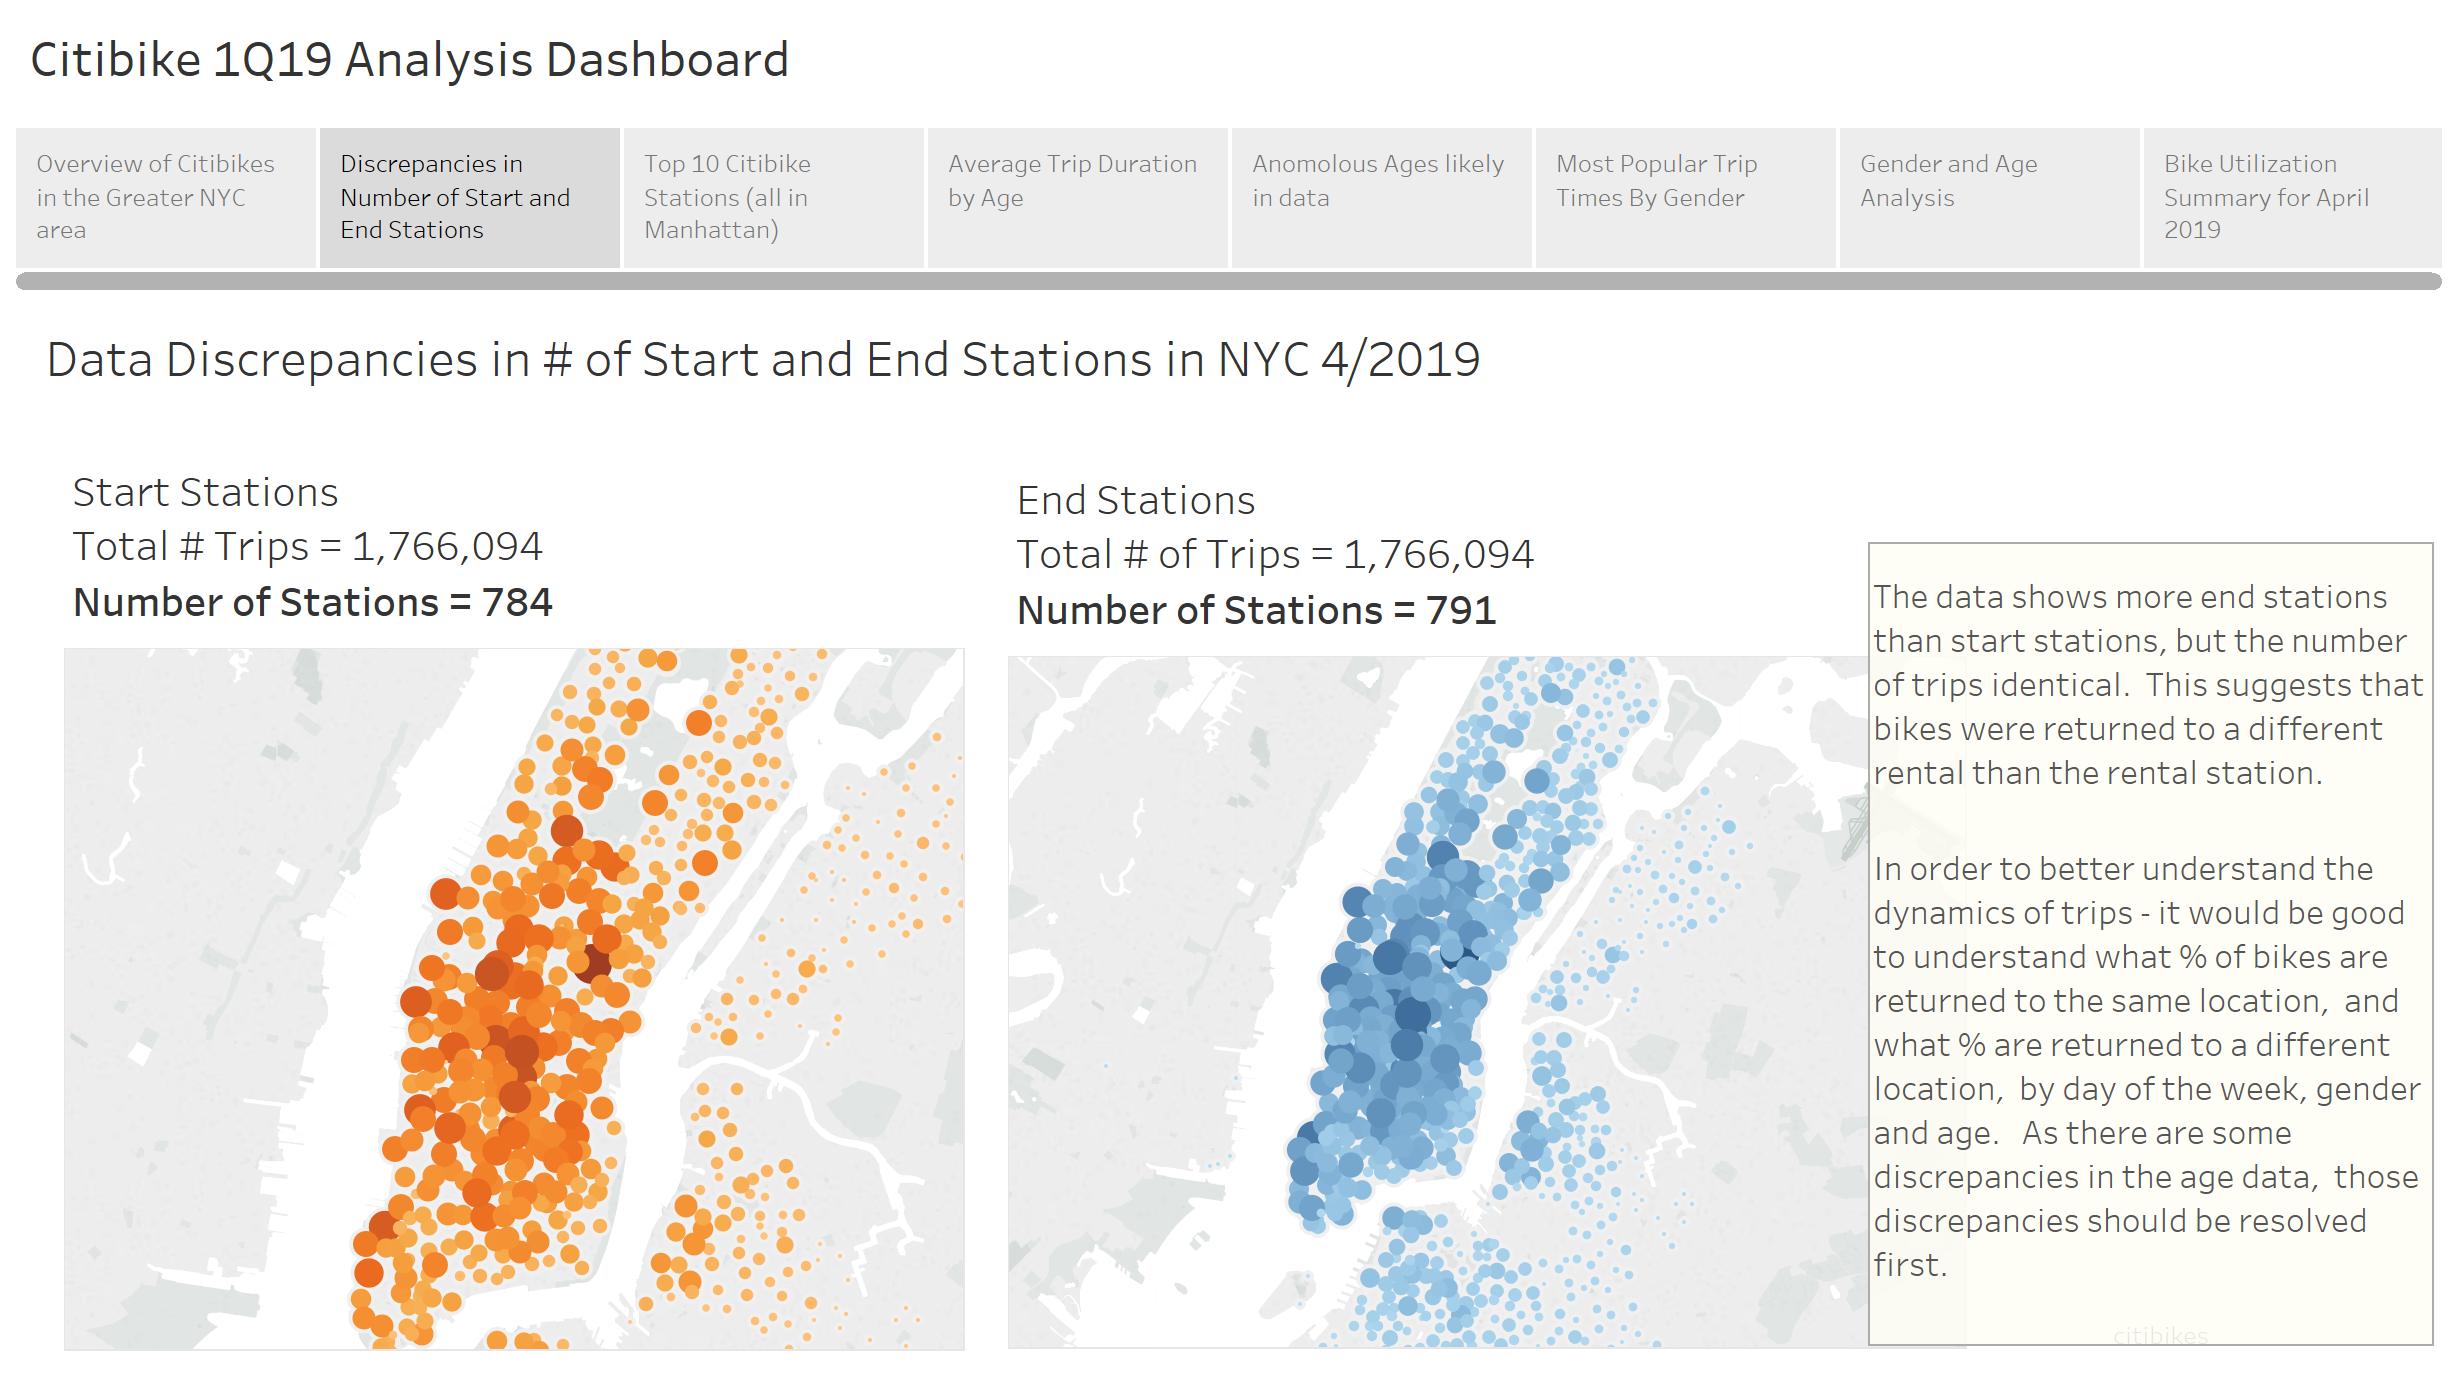 Citibike 1Q19 Analysis Dashboard
Overview of Citibikes
in the Greater NYC
area
Discrepancies in
Number of Start and
End Stations
Top 10 Citibike
Stations (all in
Manhattan)
Average Trip Duration
by Age
Anomolous Ages likely
in data
Most Popular Trip
Times By Gender
Gender and Age
Analysis
Bike Utilization
Summary for April
2019
Data Discrepancies in # of Start and End Stations in NYC 4/2019
Start Stations
Total # Trips = 1,766,094
Number of Stations = 784
End Stations
Total # of Trips = 1,766,094
Number of Stations = 791
The data shows more end stations
than start stations, but the number
of trips identical.  This suggests that
bikes were returned to a different
rental than the rental station.
In order to better understand the
dynamics of trips - it would be good
to understand what % of bikes are
returned to the same location,  and
what % are returned to a different
location,  by day of the week, gender
and age.   As there are some
discrepancies in the age data,  those
discrepancies should be resolved
first.
citibikes